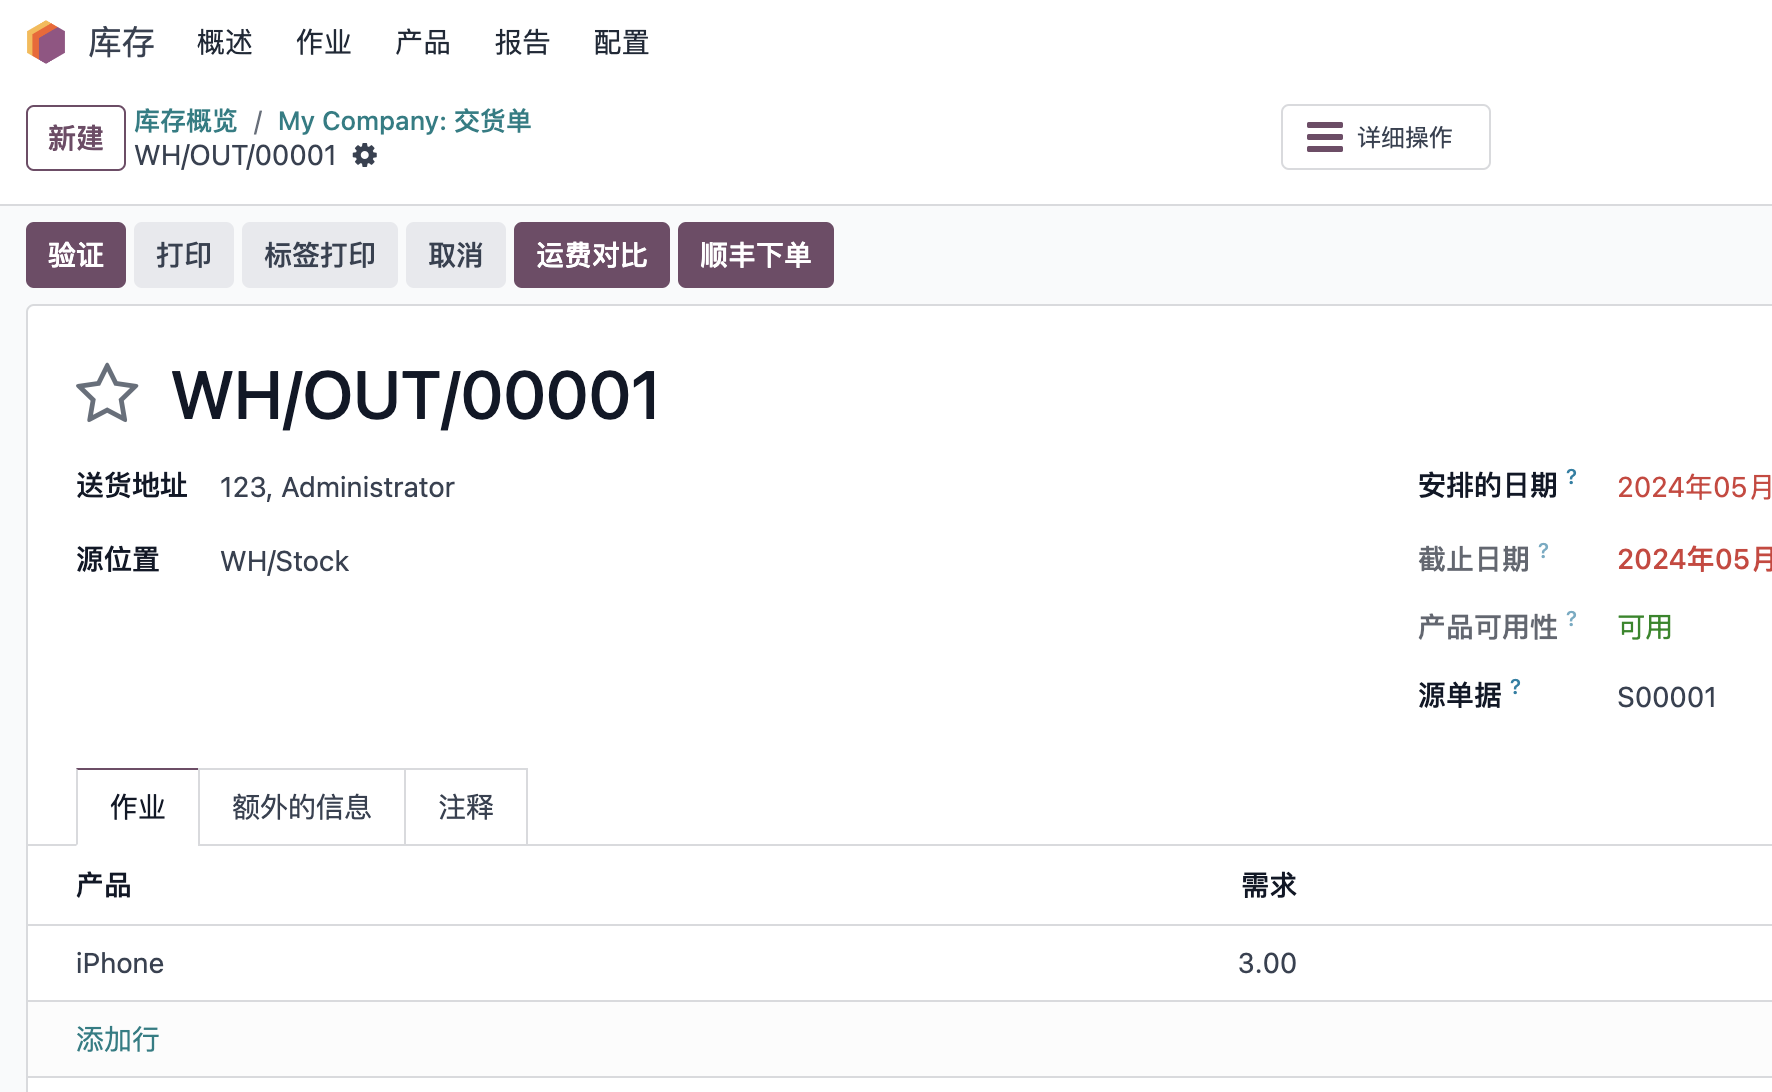 库存 概述 作业 产品 报告 配置
新建 库存概览 / My Company: 交货单
WH/OUT/00001
详细操作
验证 打印 标签打印 取消 运费对比 顺丰下单
WH/OUT/00001
送货地址 123, Administrator
安排的日期 ? 2024年05月
源位置 WH/Stock
截止日期 ? 2024年05月
产品可用性 ? 可用
源单据 ? S00001
作业 额外的信息 注释
产品 需求
iPhone 3.00
添加行